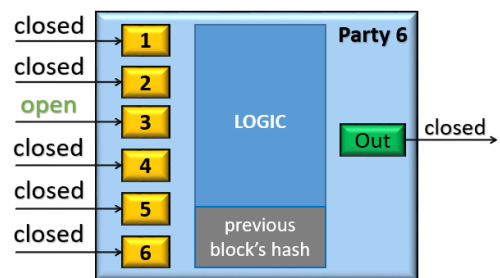 closed
1
Party 6
closed
2
open
3
LOGIC
Out
closed
closed
4
closed
5
previous
block's hash
closed
6